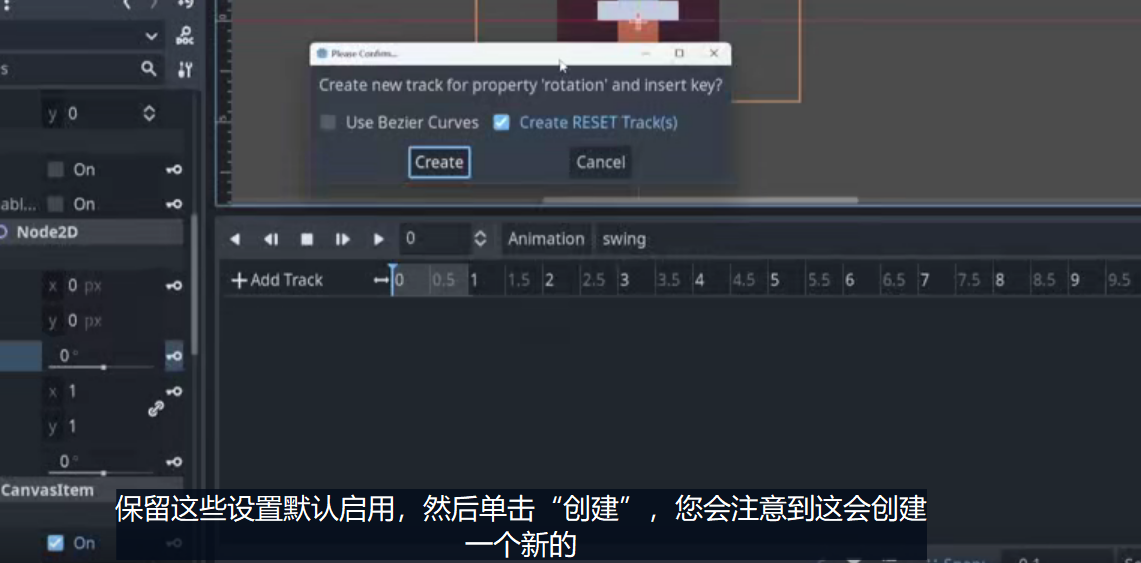 Please Confirm...
DOC
s
Create new track for property 'rotation' and insert key?
y 0
Use Bezier Curves
Create RESET Track(s)
Create
Cancel
On
abl...
On
Node2D
0
Animation
swing
Add Track
0 0.5 1 1.5 2 2.5 3 3.5 4 4.5 5 5.5 6 6.5 7 7.5 8 8.5 9 9.5
x 0 px
y 0 px
0°
x 1
y 1
0°
CanvasItem
On
保留这些设置默认启用，然后单击“创建”，您会注意到这会创建
一个新的